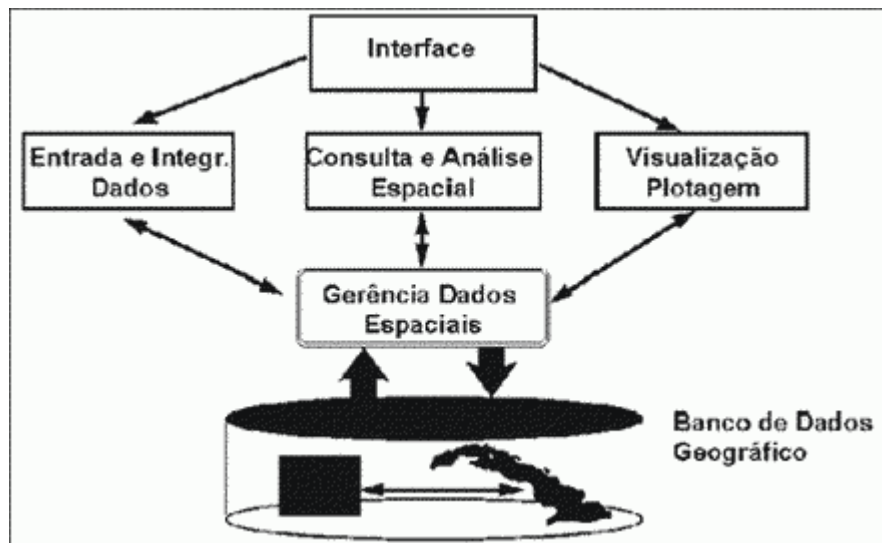 Interface
Entrada e Integr.
Dados
Consulta e Análise
Espacial
Visualização
Plotagem
Gerência Dados
Espaciais
Banco de Dados
Geográfico